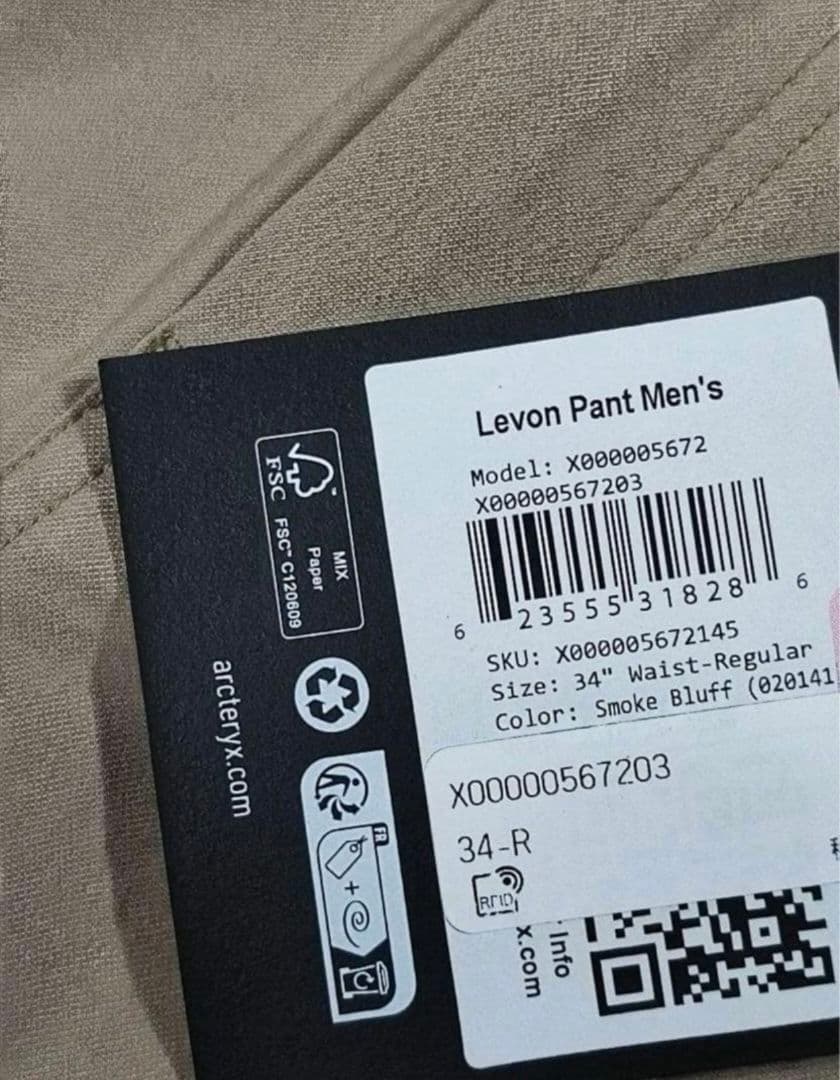 Levon Pant Men's
Model: X000005672
X00000567203
6 23555 31828 6
SKU: X000005672145
Size: 34" Waist-Regular
Color: Smoke Bluff (020141
X00000567203
34-R
RFID
Info
x.com
FSC
FSC™ C120609
MIX
Paper
arcteryx.com
FR
+